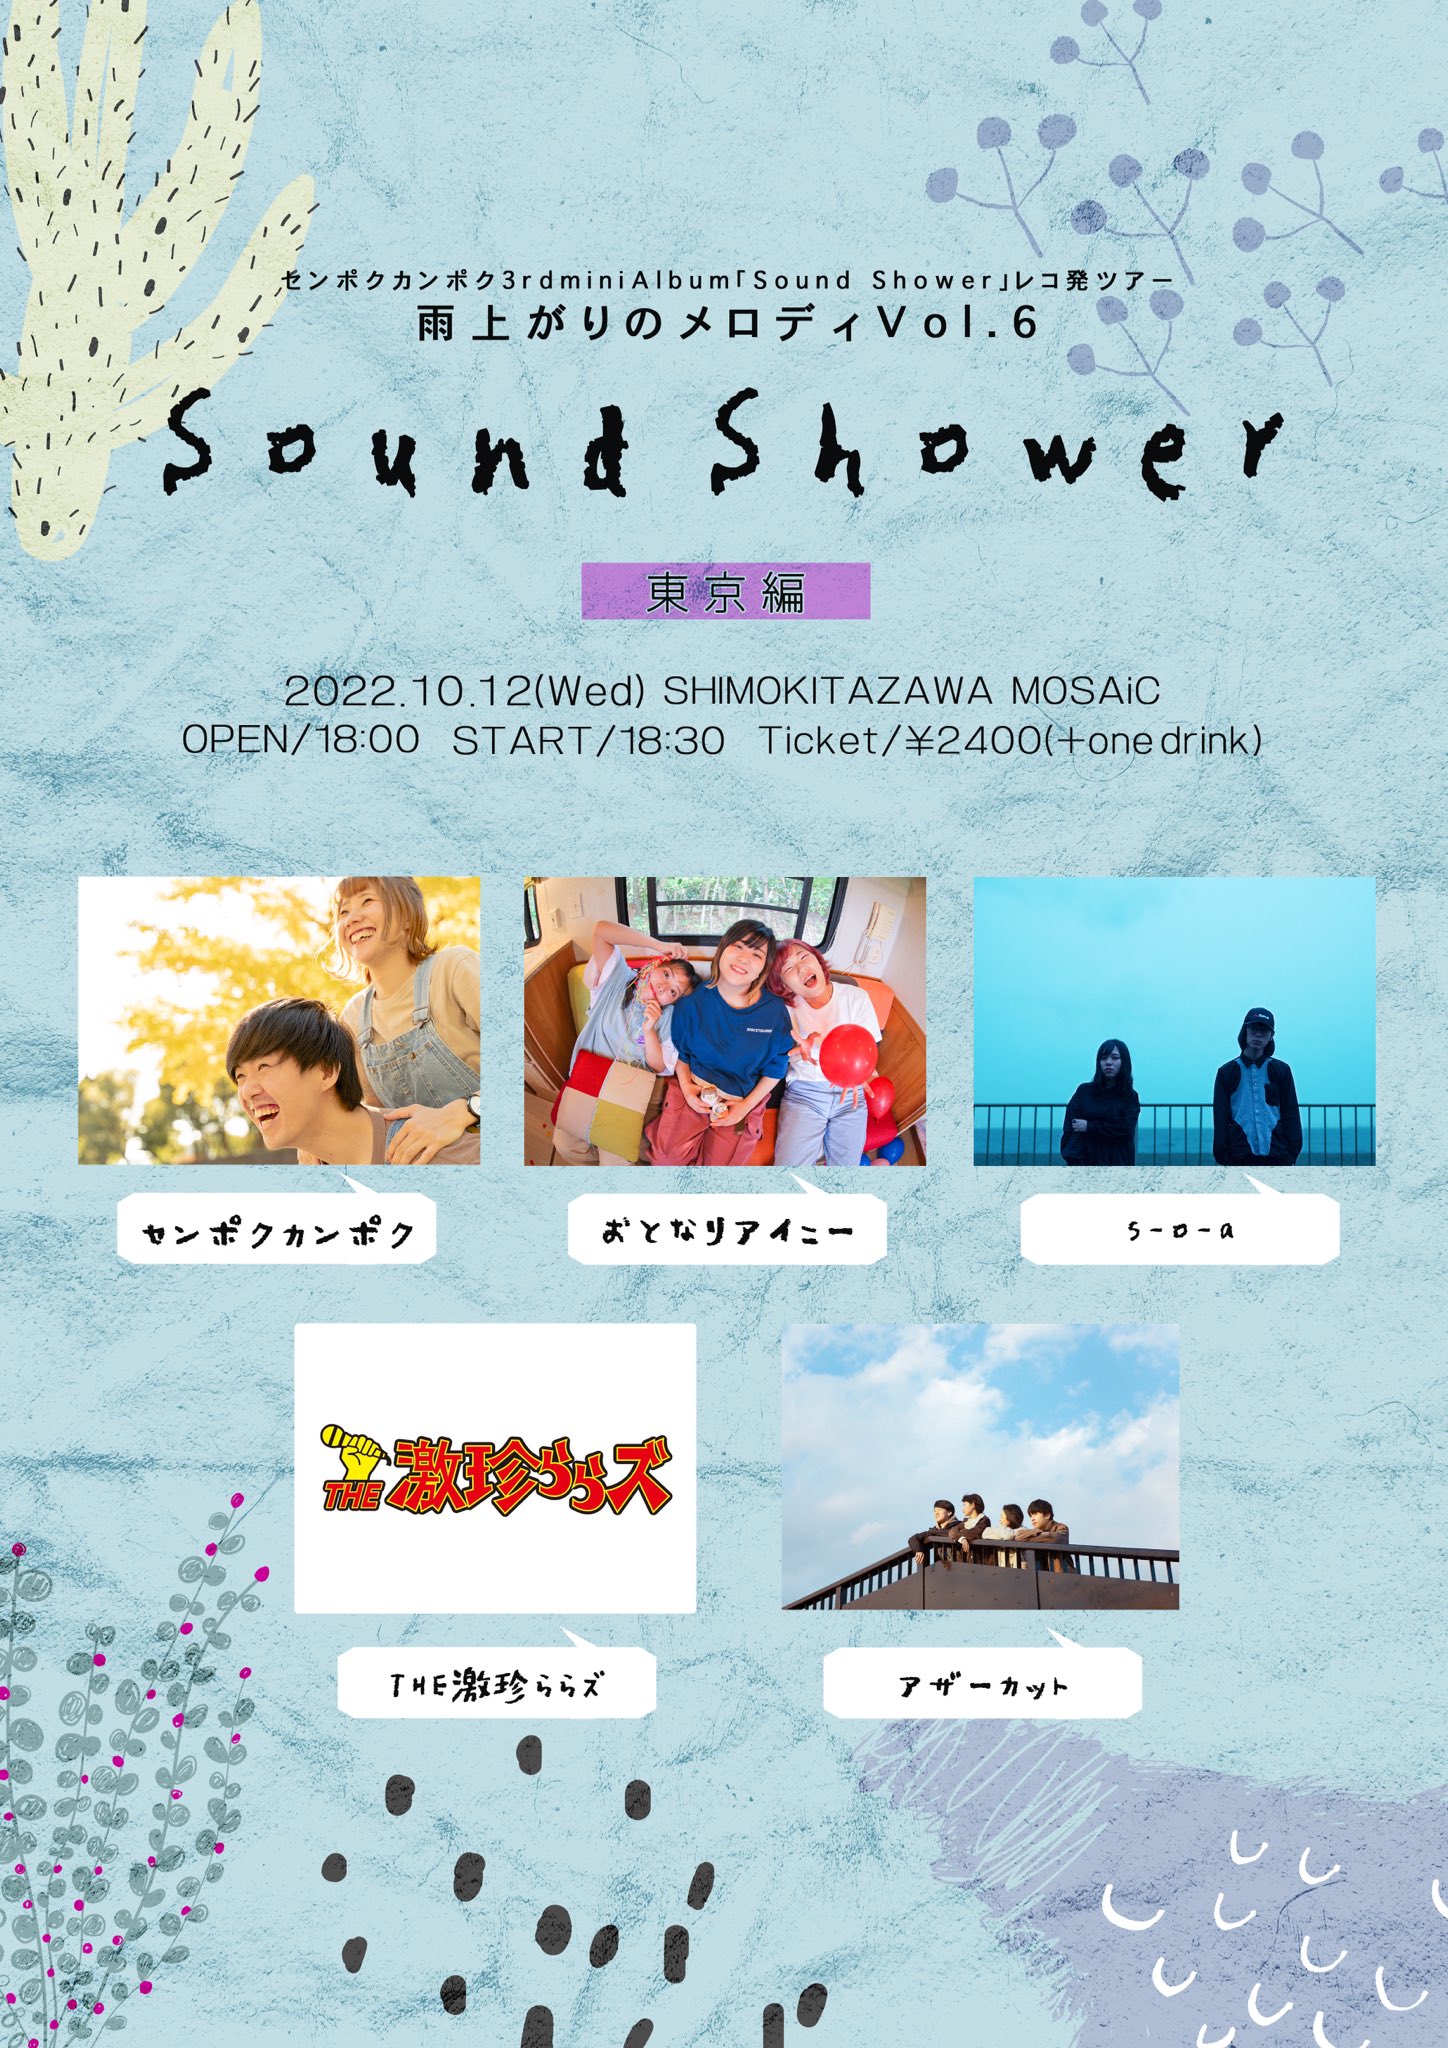 センポクカンポク3rdminiAlbum「Sound Shower」レコ発ツアー
雨上がりのメロディVol.6
Sound Shower
東京編
2022.10.12(Wed) SHIMOKITAZAWA MOSAiC
OPEN/18:00 START/18:30 Ticket/¥2400(+one drink)
SPACETOURIST
センポクカンポク
おとなりアイニー
s-o-a
THE 激珍ららズ
THE激珍ららズ
アザーカット